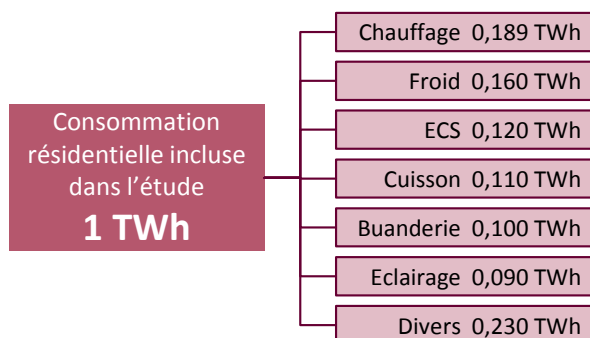 Consommation
résidentielle incluse
dans l'étude
1 TWh
Chauffage 0,189 TWh
Froid 0,160 TWh
ECS 0,120 TWh
Cuisson 0,110 TWh
Buanderie 0,100 TWh
Eclairage 0,090 TWh
Divers 0,230 TWh